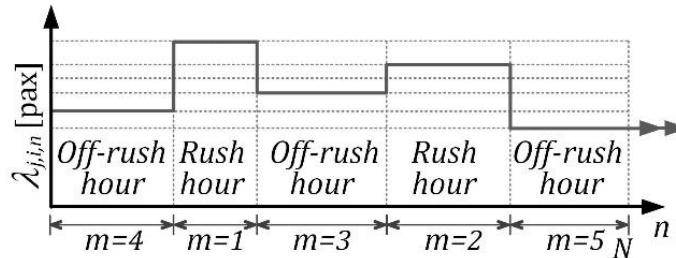 λj,i,n [pax]
Off-rush hour
Rush hour
Off-rush hour
Rush hour
Off-rush hour
n
m=4
m=1
m=3
m=2
m=5
N